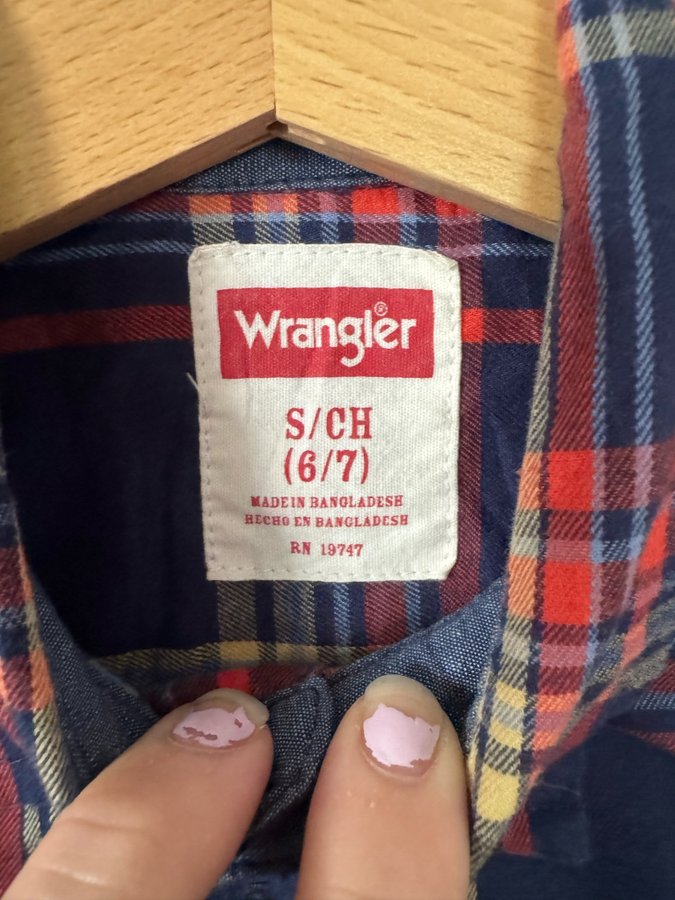 Wrangler®
S/CH
(6/7)
MADE IN BANGLADESH
HECHO EN BANGLADESH
RN 19747